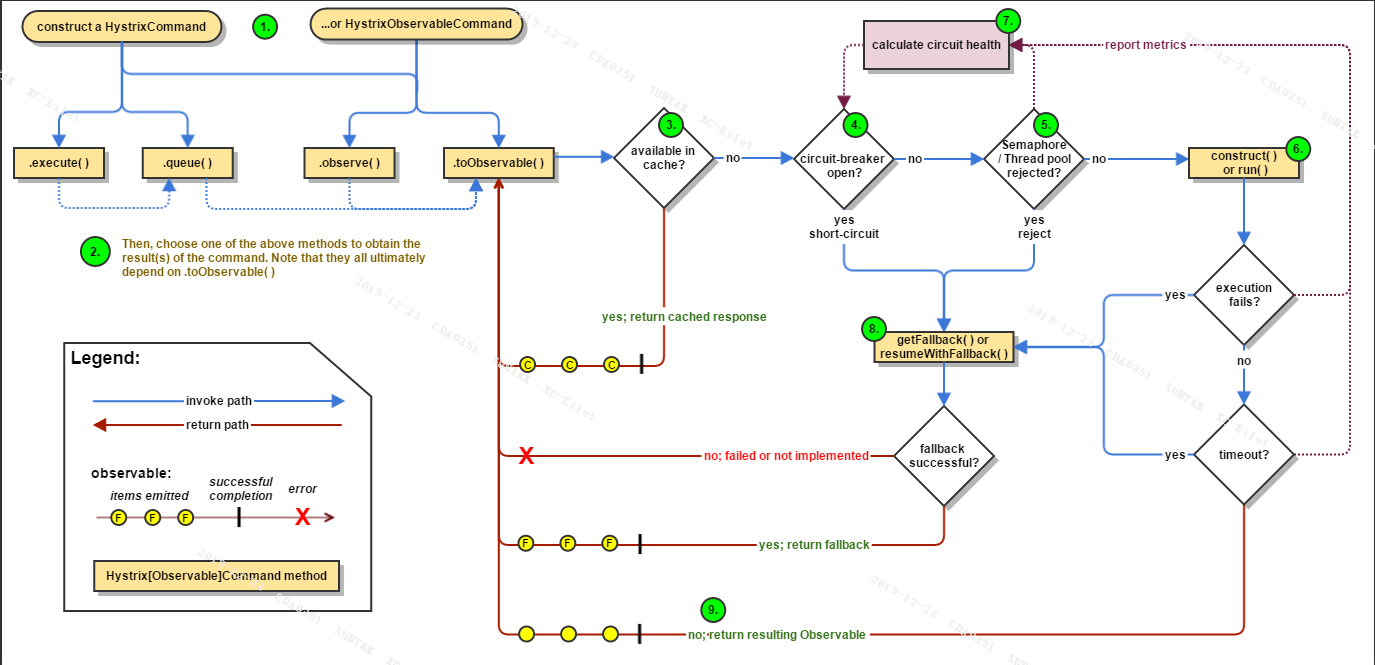 construct a HystrixCommand
1.
...or HystrixObservableCommand
7.
calculate circuit health
report metrics
3.
available in
cache?
no
4.
circuit-breaker
open?
no
5.
Semaphore
/ Thread pool
rejected?
no
6.
construct( )
or run( )
.execute( )
.queue( )
.observe( )
.toObservable( )
yes
short-circuit
yes
reject
2.
Then, choose one of the above methods to obtain the
result(s) of the command. Note that they all ultimately
depend on .toObservable( )
execution
fails?
yes
no
yes; return cached response
8.
getFallback( ) or
resumeWithFallback( )
C
C
C
Legend:
invoke path
return path
observable:
items emitted
successful
completion
error
F
F
F
X
Hystrix[Observable]Command method
X
no; failed or not implemented
fallback
successful?
yes
timeout?
F
F
F
yes; return fallback
9.
no; return resulting Observable
2019-12-23 CDA0351 SUNTAK XC-Eilet